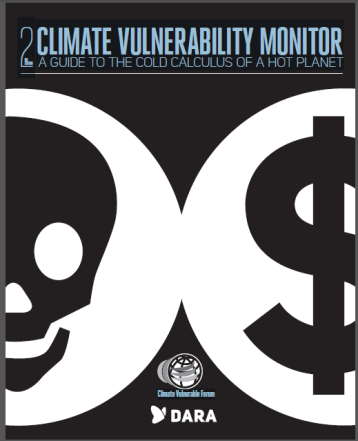 2 CLIMATE VULNERABILITY MONITOR
A GUIDE TO THE COLD CALCULUS OF A HOT PLANET
$
Climate Vulnerable Forum
DARA